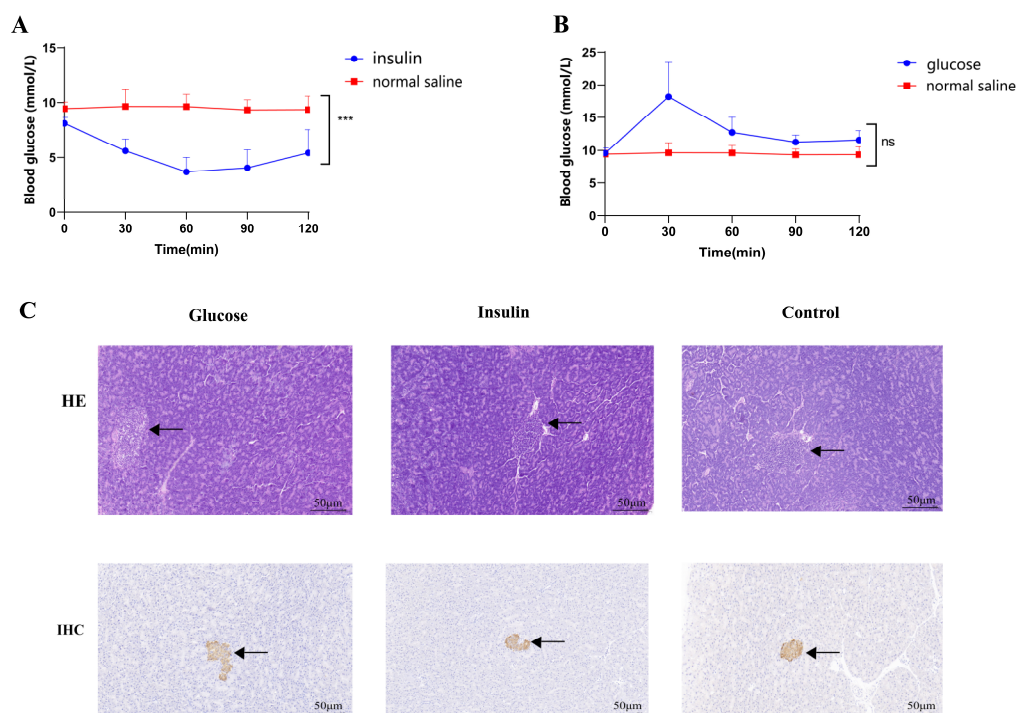 A
Blood glucose (mmol/L)
15
10
5
0
0 30 60 90 120
Time(min)
insulin
normal saline
***
B
Blood glucose (mmol/L)
25
20
15
10
5
0
0 30 60 90 120
Time(min)
glucose
normal saline
ns
C
Glucose Insulin Control
HE
50μm 50μm 50μm
IHC
50μm 50μm 50μm